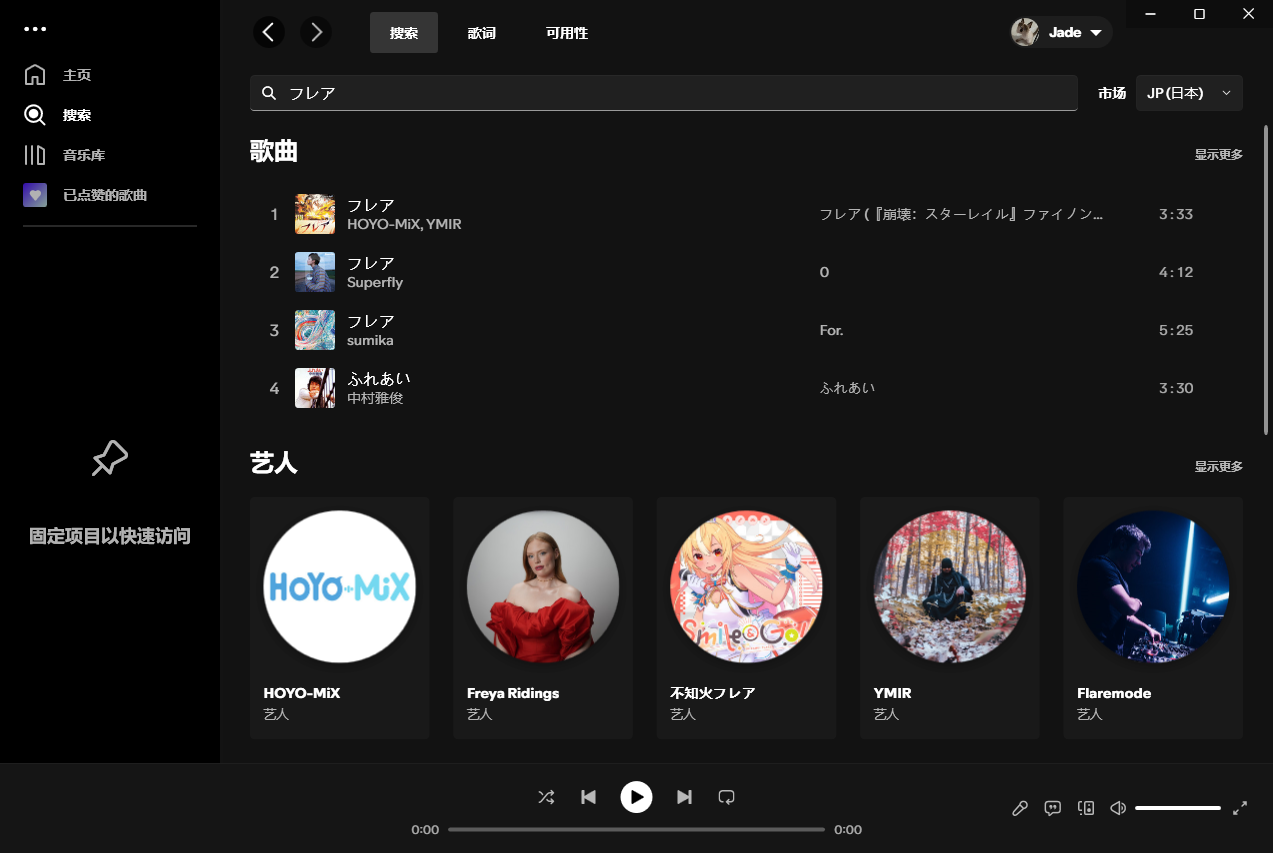 搜索
歌词
可用性
Jade
主页
搜索
音乐库
已点赞的歌曲
固定项目以快速访问
フレア
市场
JP (日本)
歌曲
显示更多
1
フレア
フレア
HOYO-MiX, YMIR
フレア (『崩壊：スターレイル』ファイノン...
3:33
2
フレア
Superfly
0
4:12
3
フレア
sumika
For.
5:25
4
ふれあい
中村雅俊
ふれあい
3:30
艺人
显示更多
HOYO-MiX
HOYO-MiX
艺人
Freya Ridings
艺人
Smile&Go!
不知火フレア
艺人
YMIR
艺人
Flaremode
艺人
0:00
0:00